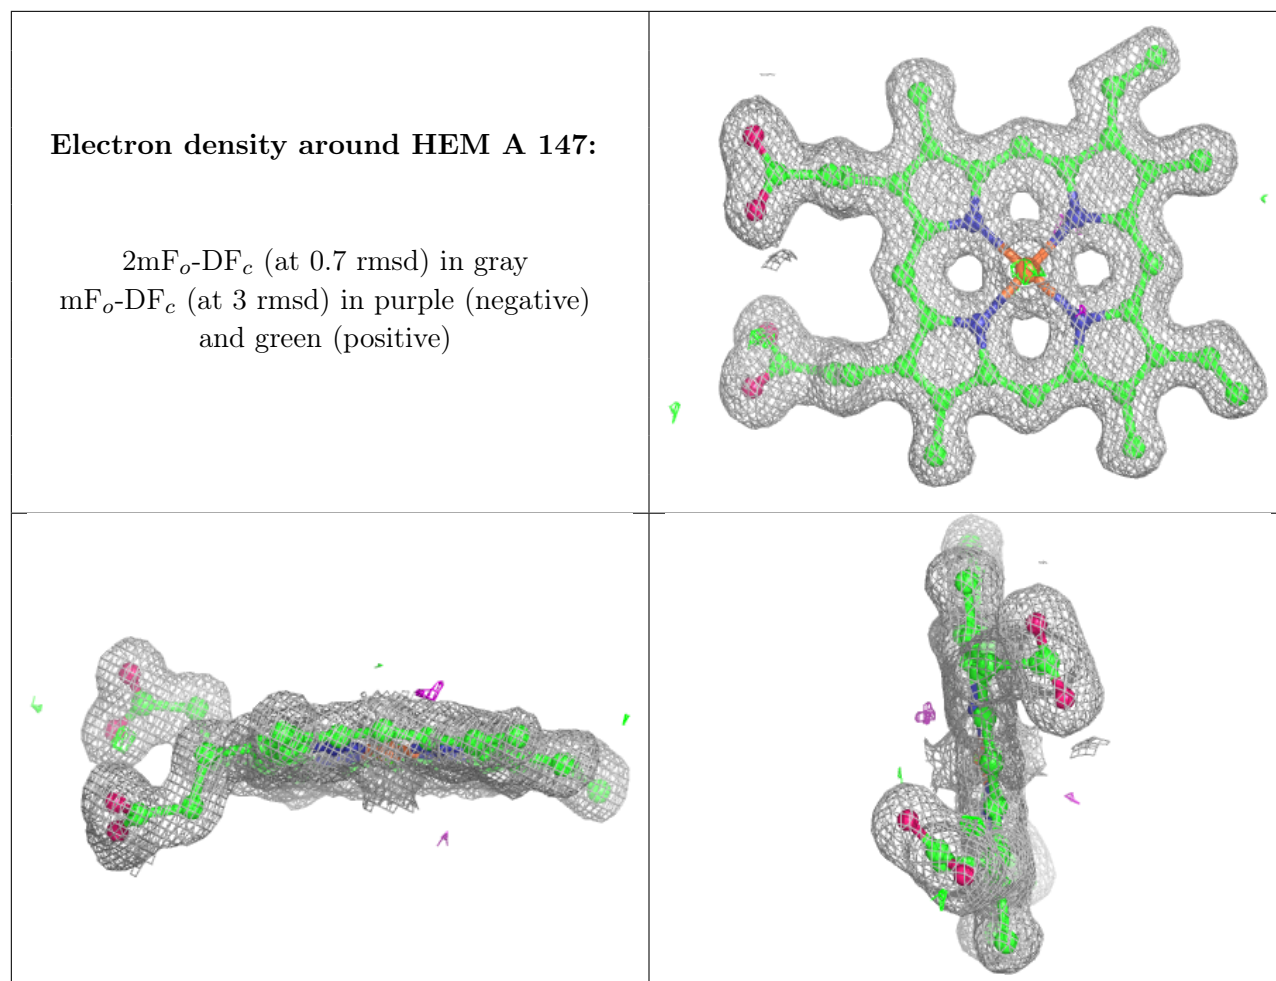 Electron density around HEM A 147:
2mFₒ-DF𝑐 (at 0.7 rmsd) in gray
mFₒ-DF𝑐 (at 3 rmsd) in purple (negative)
and green (positive)